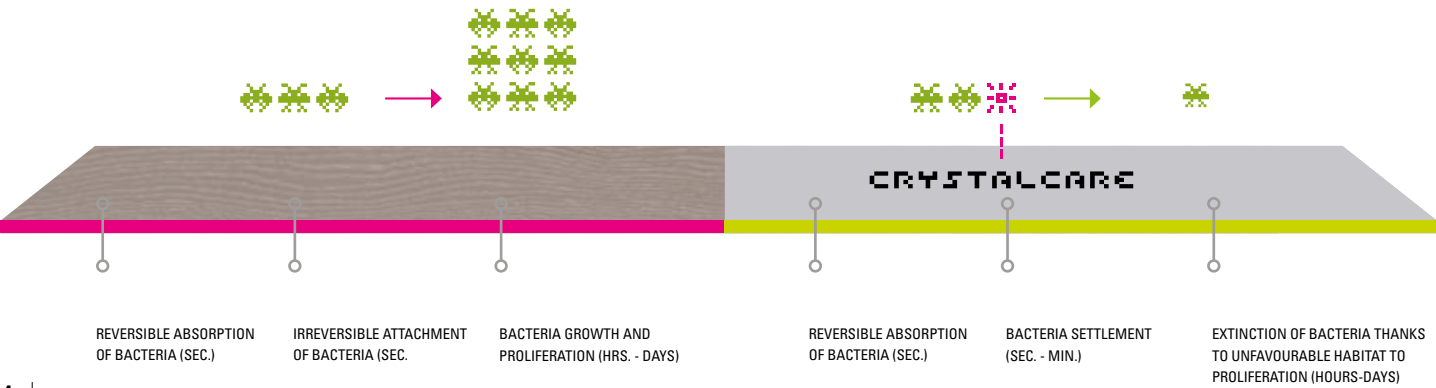 CRYSTALCARE
REVERSIBLE ABSORPTION
OF BACTERIA (SEC.)
IRREVERSIBLE ATTACHMENT
OF BACTERIA (SEC.
BACTERIA GROWTH AND
PROLIFERATION (HRS. - DAYS)
REVERSIBLE ABSORPTION
OF BACTERIA (SEC.)
BACTERIA SETTLEMENT
(SEC. - MIN.)
EXTINCTION OF BACTERIA THANKS
TO UNFAVOURABLE HABITAT TO
PROLIFERATION (HOURS-DAYS)